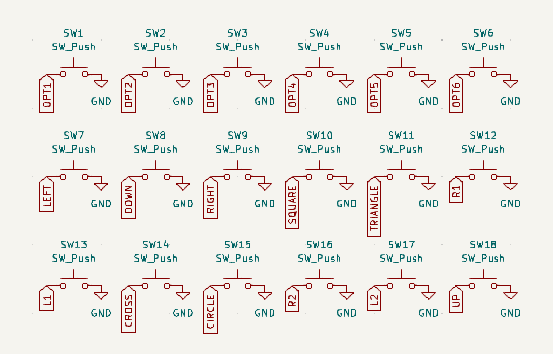 SW1 SW2 SW3 SW4 SW5 SW6
SW_Push SW_Push SW_Push SW_Push SW_Push SW_Push
OPT1 OPT2 OPT3 OPT4 OPT5 OPT6
GND GND GND GND GND GND
SW7 SW8 SW9 SW10 SW11 SW12
SW_Push SW_Push SW_Push SW_Push SW_Push SW_Push
LEFT DOWN RIGHT SQUARE TRIANGLE R1
GND GND GND GND GND GND
SW13 SW14 SW15 SW16 SW17 SW18
SW_Push SW_Push SW_Push SW_Push SW_Push SW_Push
L1 CROSS CIRCLE R2 L2 UP
GND GND GND GND GND GND